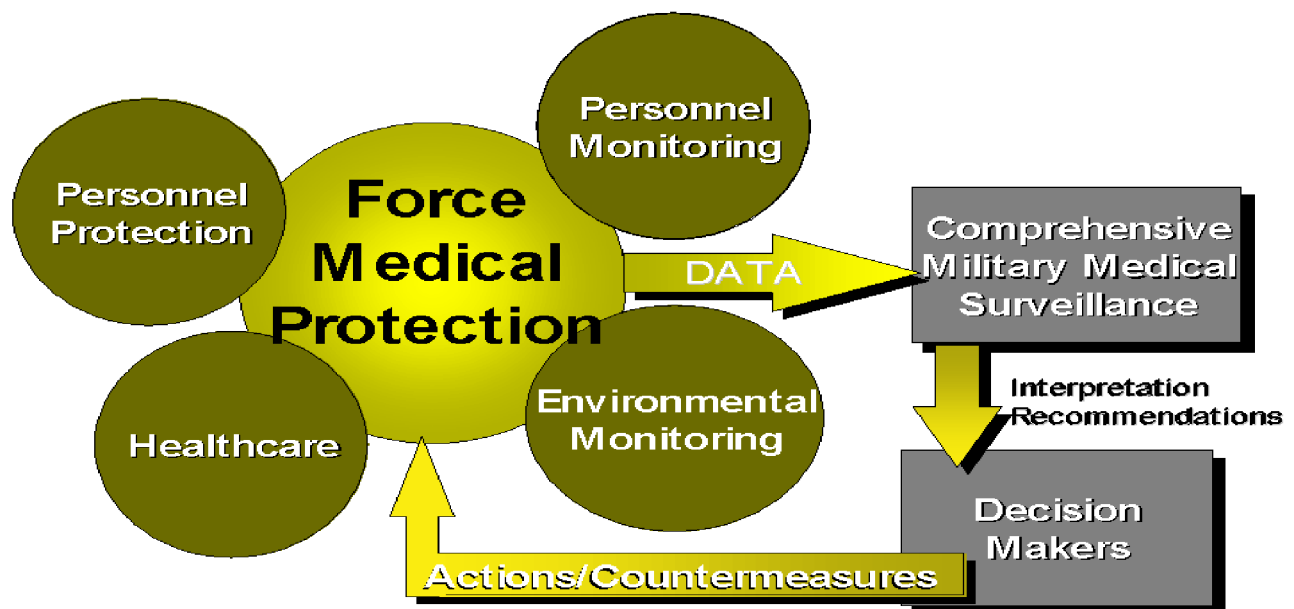 Personnel
Monitoring
Personnel
Protection
Force
Medical
Protection
DATA
Comprehensive
Military Medical
Surveillance
Environmental
Monitoring
Healthcare
Interpretation
Recommendations
Decision
Makers
Actions/Countermeasures